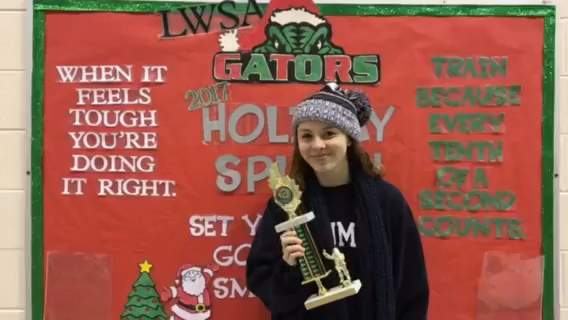 LWSA
GATORS
2017
HOLIDAY
SPL
WHEN IT
FEELS
TOUGH
YOU'RE
DOING
IT RIGHT.
TRAIN
BECAUSE
EVERY
TENTH
OF A
SECOND
COUNTS.
SET
GO
SM
IM